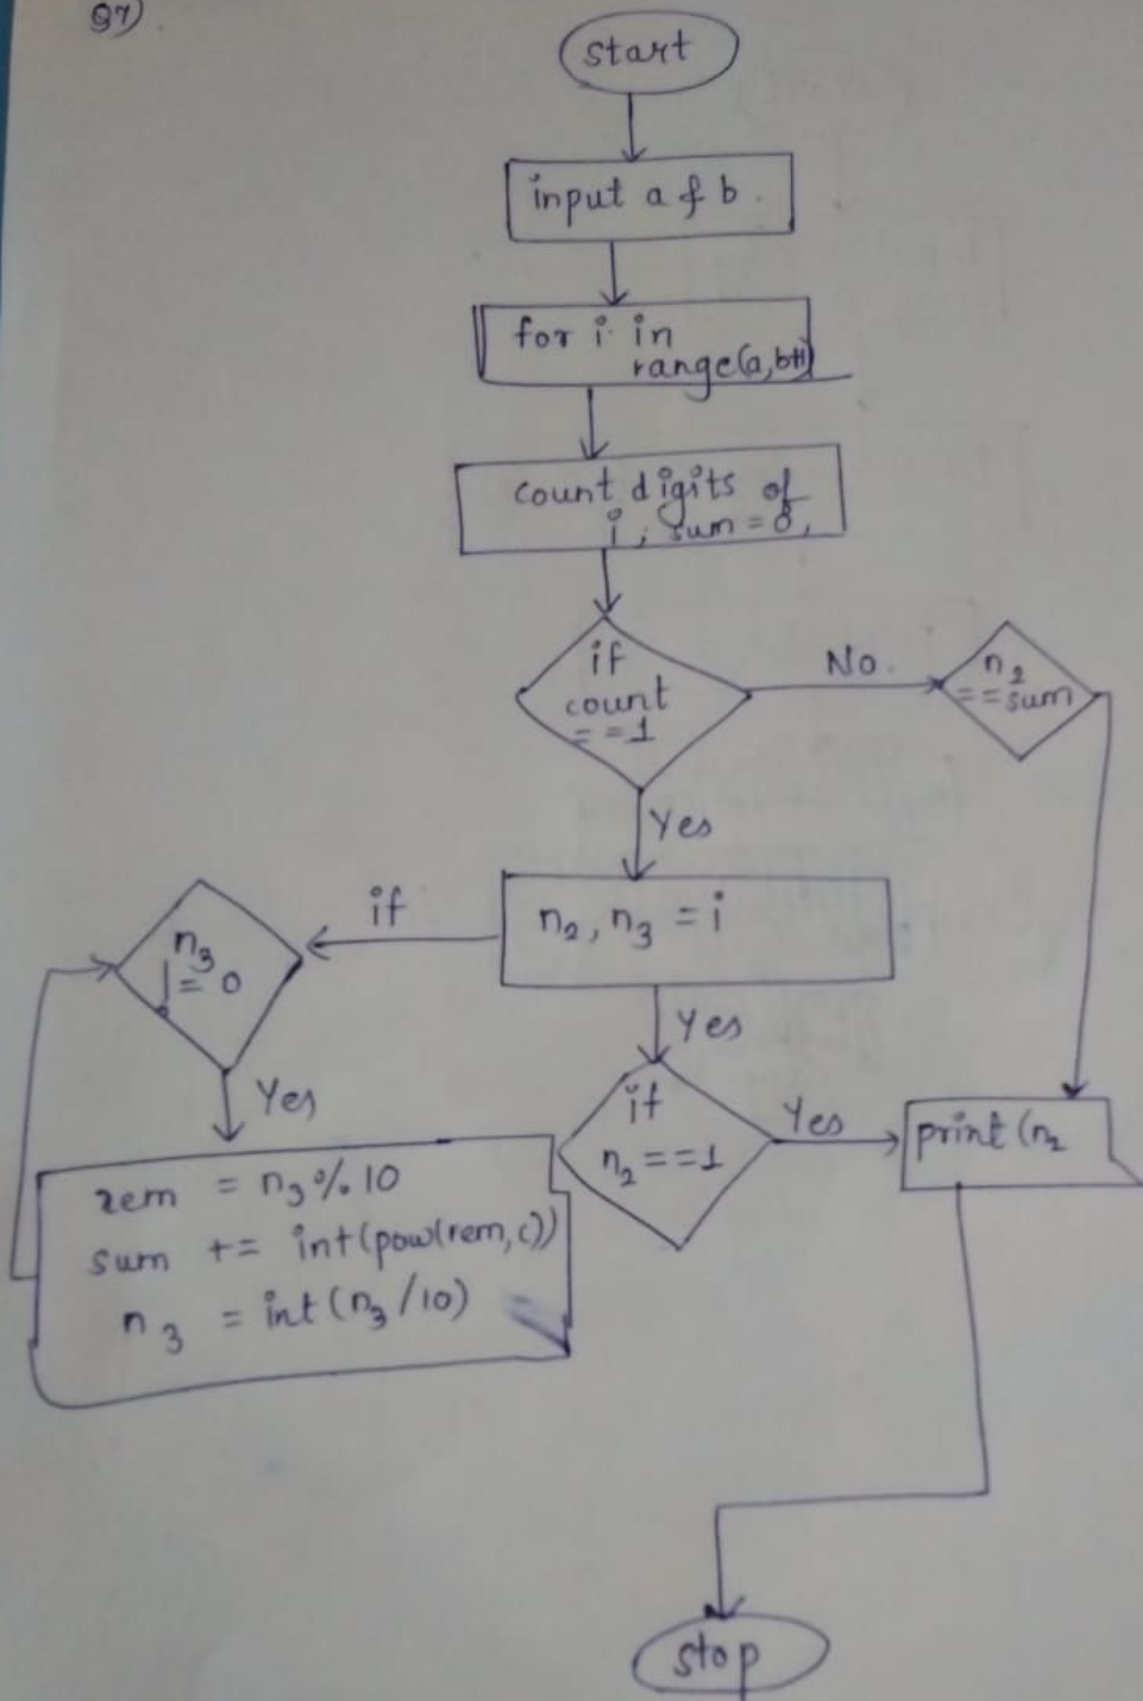 Q7)
start
input a & b.
for i in
range(a,b+1)
count digits of
i, sum = 0,
if
count
==1
No.
n2
==sum
Yes
n2, n3 = i
if
n3
!= 0
Yes
Yes
if
n2==1
Yes
print (n2
rem = n3%10
sum += int(pow(rem,c))
n3 = int(n3/10)
stop